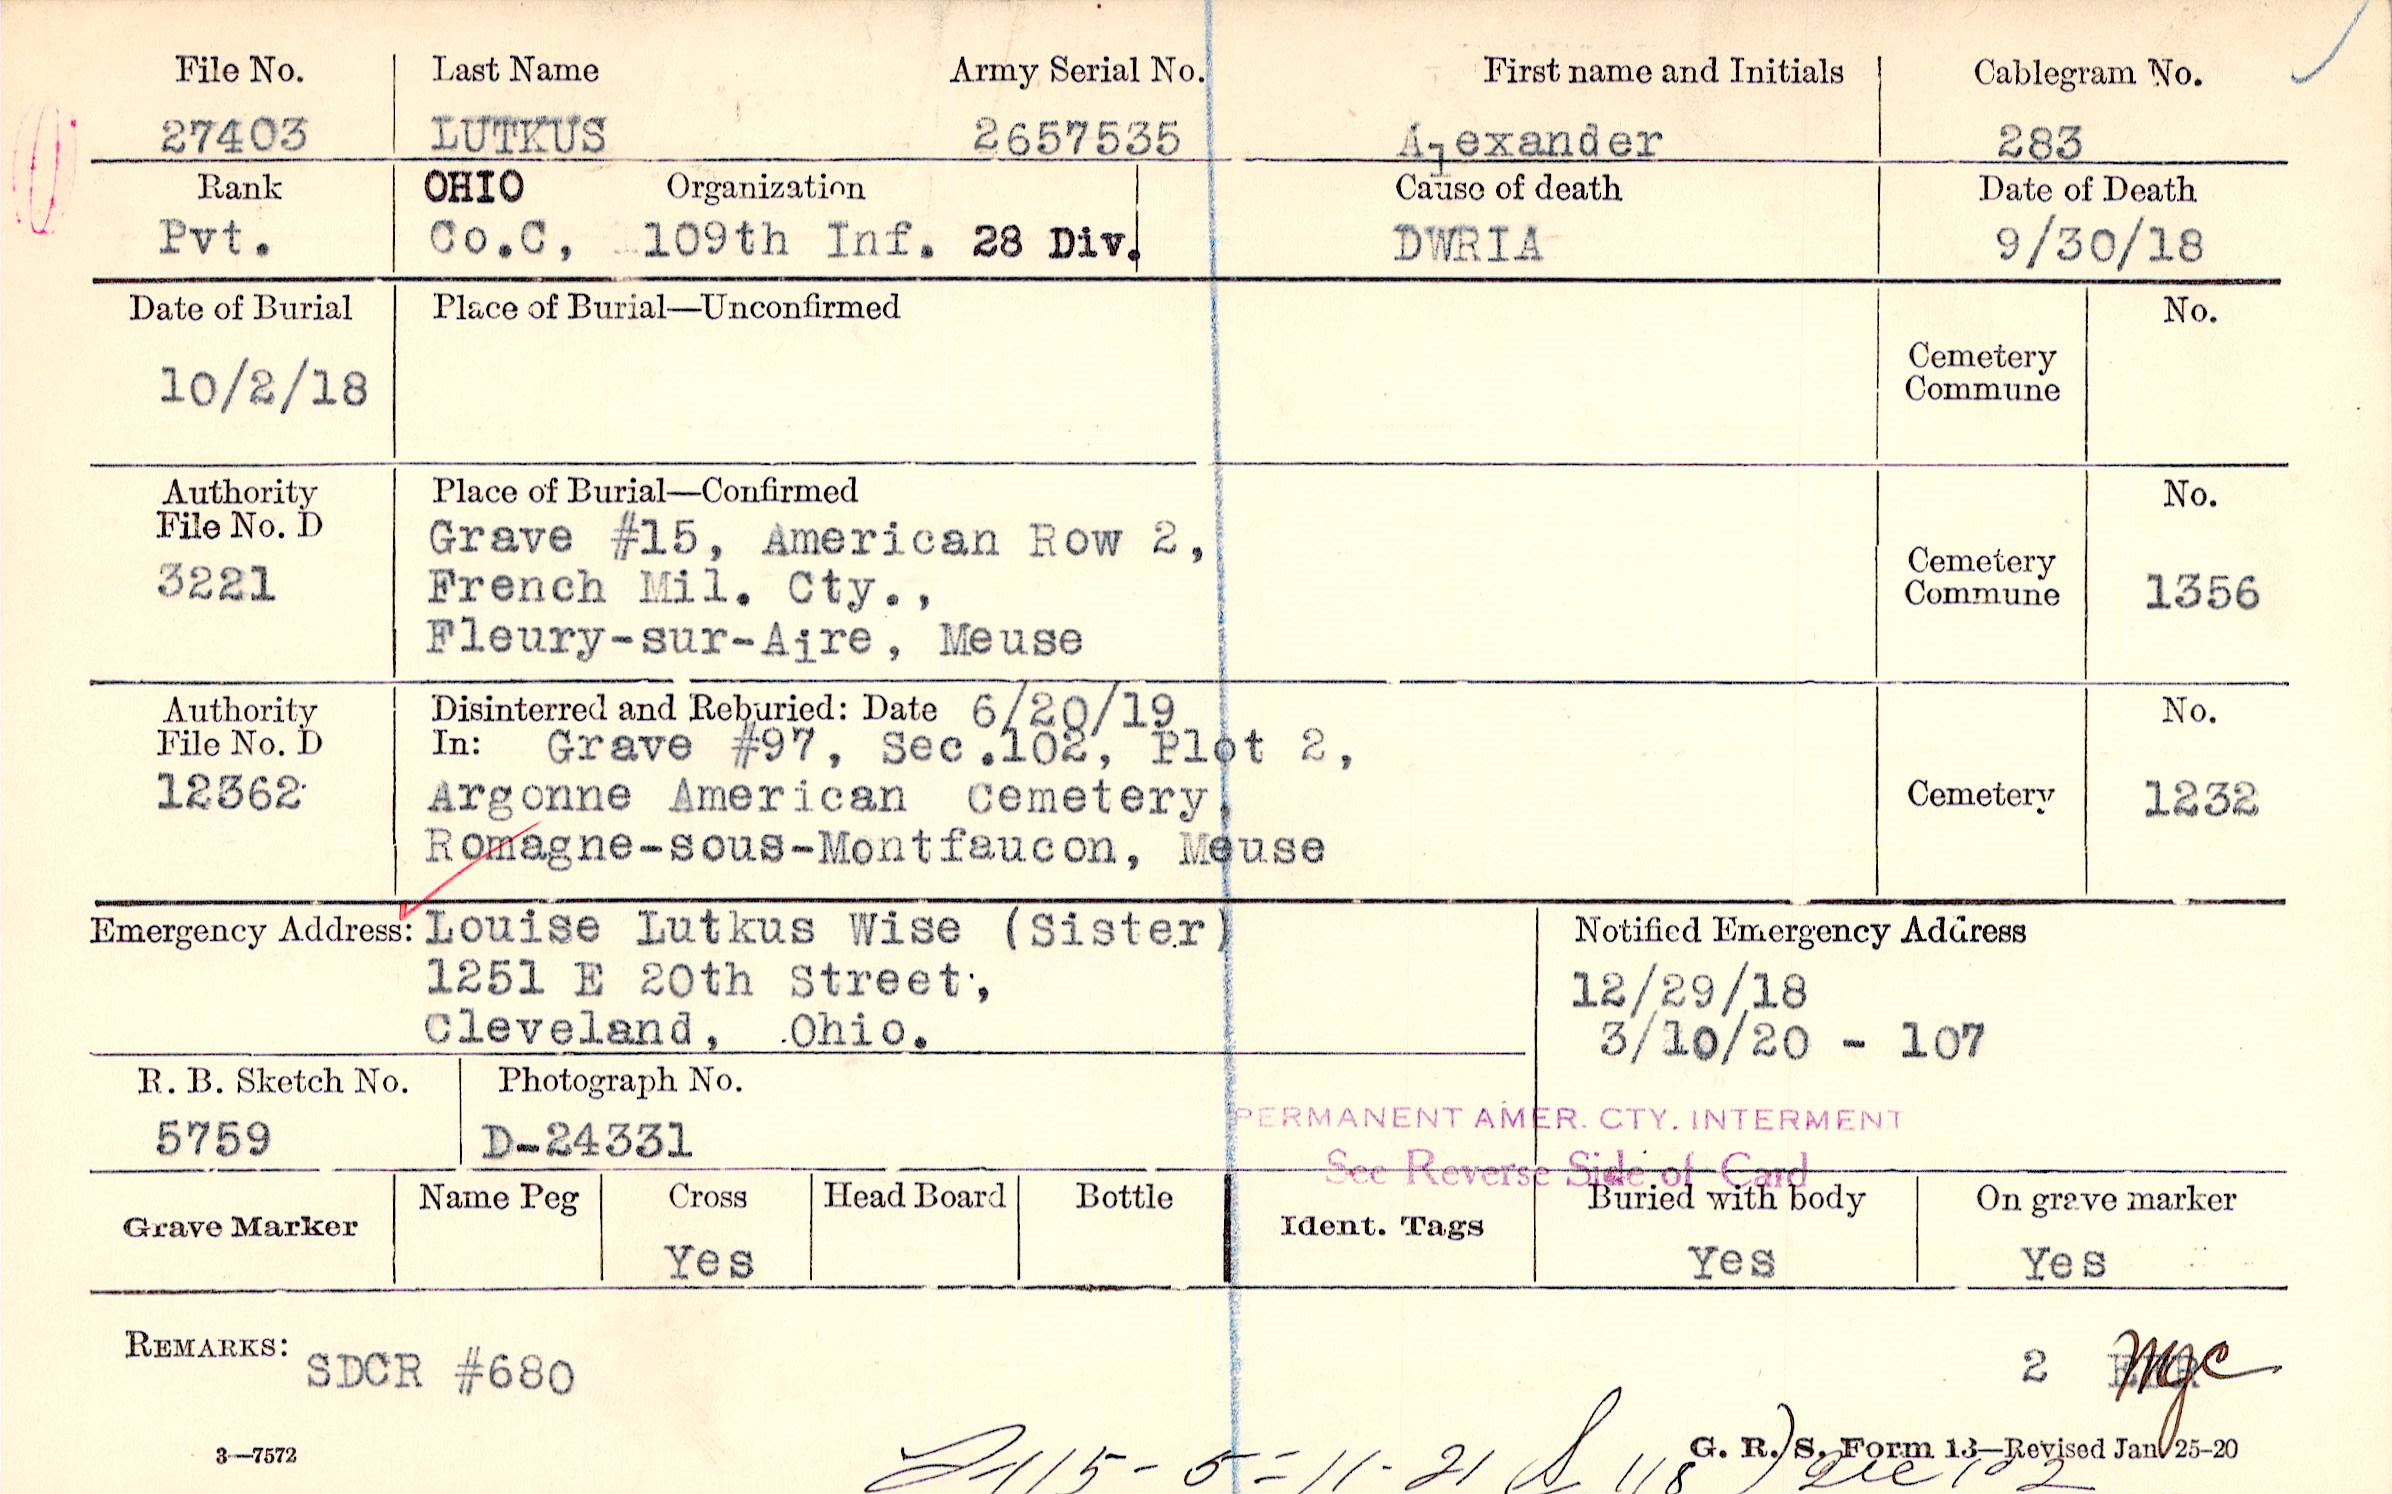 File No. Last Name Army Serial No. First name and Initials Cablegram No.
27403 LUTKUS 2657535 Alexander 283
Rank OHIO Organization Cause of death Date of Death
Pvt. Co.C, 109th Inf. 28 Div. DWRIA 9/30/18
Date of Burial Place of Burial—Unconfirmed No.
10/2/18 Cemetery
Commune
Authority Place of Burial—Confirmed No.
File No. D Grave #15, American Row 2,
3221 French Mil. Cty., Cemetery
Commune 1356
Fleury-sur-Aire, Meuse
Authority Disinterred and Reburied: Date 6/20/19 No.
File No. D In: Grave #97, Sec.102, Plot 2,
12362 Argonne American Cemetery, Cemetery 1232
Romagne-sous-Montfaucon, Meuse
Emergency Address: Louise Lutkus Wise (Sister) Notified Emergency Address
1251 E 20th Street, 12/29/18
Cleveland, Ohio. 3/10/20 - 107
R. B. Sketch No. Photograph No.
5759 D-24331
PERMANENT AMER. CTY. INTERMENT
See Reverse Side of Card
Grave Marker Name Peg Cross Head Board Bottle Ident. Tags Buried with body On grave marker
Yes Yes Yes
REMARKS: SDCR #680 2
3—7572 G. R. S. Form 13—Revised Jan. 25-20
5-11-21